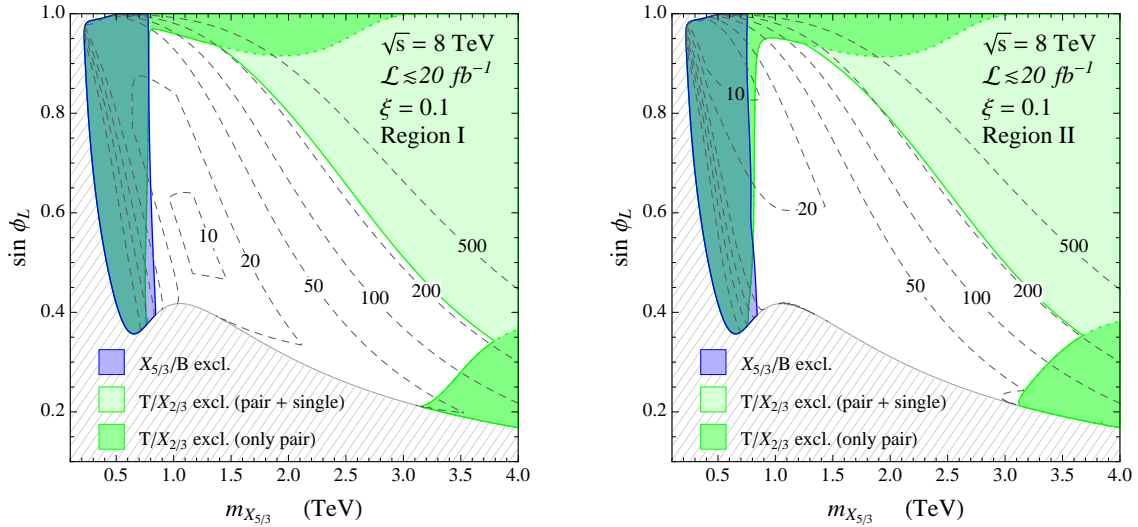 √s = 8 TeV
ℒ ≲ 20 fb⁻¹
ξ = 0.1
Region I
10
20
50
100
200
500
X5/3/B excl.
T/X2/3 excl. (pair + single)
T/X2/3 excl. (only pair)
1.0
0.8
0.6
0.4
0.2
sin ϕL
0.5 1.0 1.5 2.0 2.5 3.0 3.5 4.0
mX5/3 (TeV)
√s = 8 TeV
ℒ ≲ 20 fb⁻¹
ξ = 0.1
Region II
10
20
50
100
200
500
X5/3/B excl.
T/X2/3 excl. (pair + single)
T/X2/3 excl. (only pair)
1.0
0.8
0.6
0.4
0.2
sin ϕL
0.5 1.0 1.5 2.0 2.5 3.0 3.5 4.0
mX5/3 (TeV)